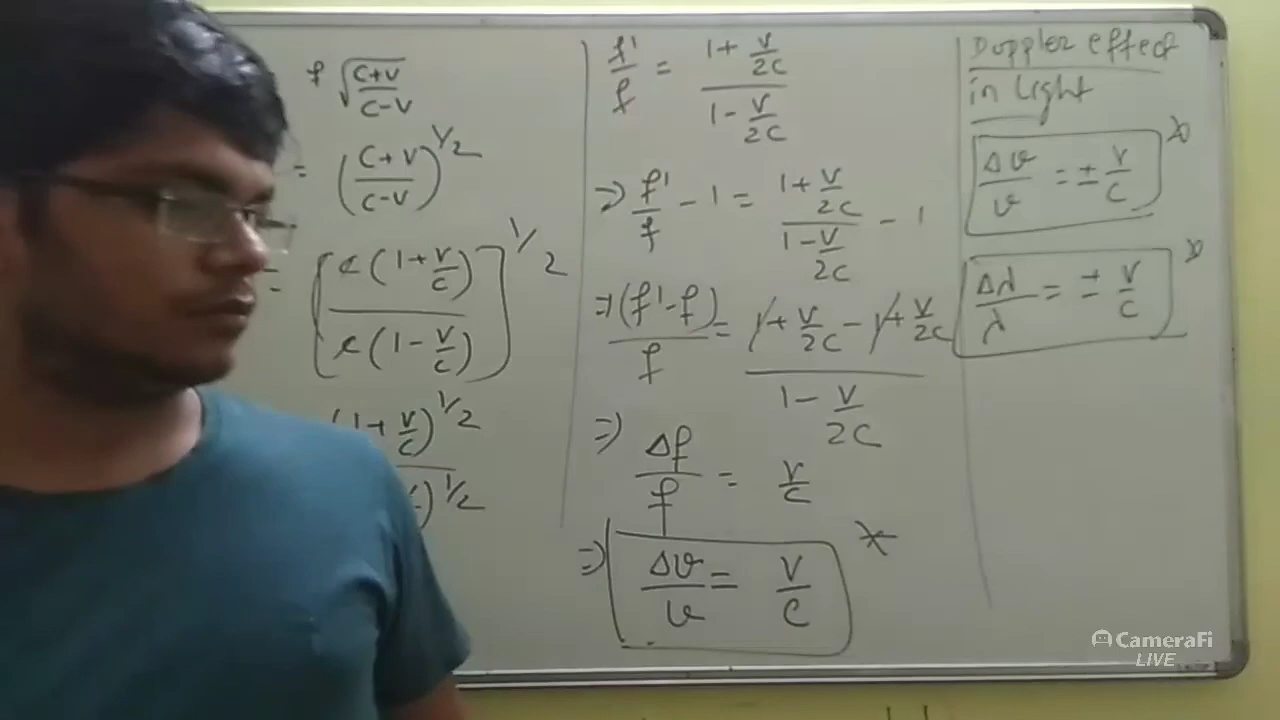 f √(C+V)/(C-V)
= ((C+V)/(C-V))^1/2
= [c(1+V/C)/c(1-V/C)]^1/2
(1+V/C)^1/2
)^1/2
f'/f = (1+V/2C)/(1-V/2C)
⇒ f'/f - 1 = (1+V/2C)/(1-V/2C) - 1
⇒ (f'-f)/f = (1+V/2C-1+V/2C)/(1-V/2C)
⇒ Δf/f = V/C
⇒ Δν/ν = V/C *
Doppler effect
in Light
Δν/ν = ± V/C
Δλ/λ = ± V/C
CameraFi
LIVE